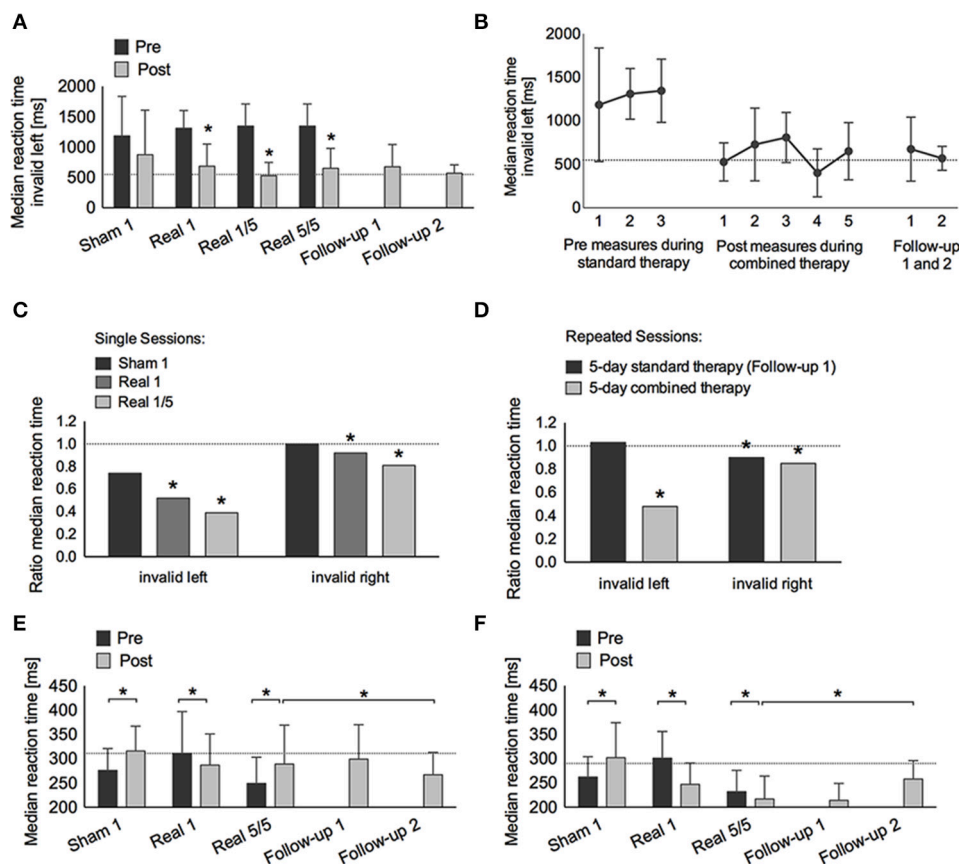 A
Pre
Post
Median reaction time
invalid left [ms]
2000
1500
1000
500
0
*
*
*
Sham 1
Real 1
Real 1/5
Real 5/5
Follow-up 1
Follow-up 2
B
Median reaction time
invalid left [ms]
2000
1500
1000
500
0
1 2 3
1 2 3 4 5
1 2
Pre measures during
standard therapy
Post measures during
combined therapy
Follow-up
1 and 2
C
Single Sessions:
Sham 1
Real 1
Real 1/5
Ratio median reaction time
1.2
1.0
0.8
0.6
0.4
0.2
0.0
* *
* *
invalid left
invalid right
D
Repeated Sessions:
5-day standard therapy (Follow-up 1)
5-day combined therapy
Ratio median reaction time
1.2
1.0
0.8
0.6
0.4
0.2
0.0
*
* *
invalid left
invalid right
E
Pre
Post
Median reaction time [ms]
450
400
350
300
250
200
* * * *
Sham 1
Real 1
Real 5/5
Follow-up 1
Follow-up 2
F
Pre
Post
Median reaction time [ms]
450
400
350
300
250
200
* * * *
Sham 1
Real 1
Real 5/5
Follow-up 1
Follow-up 2